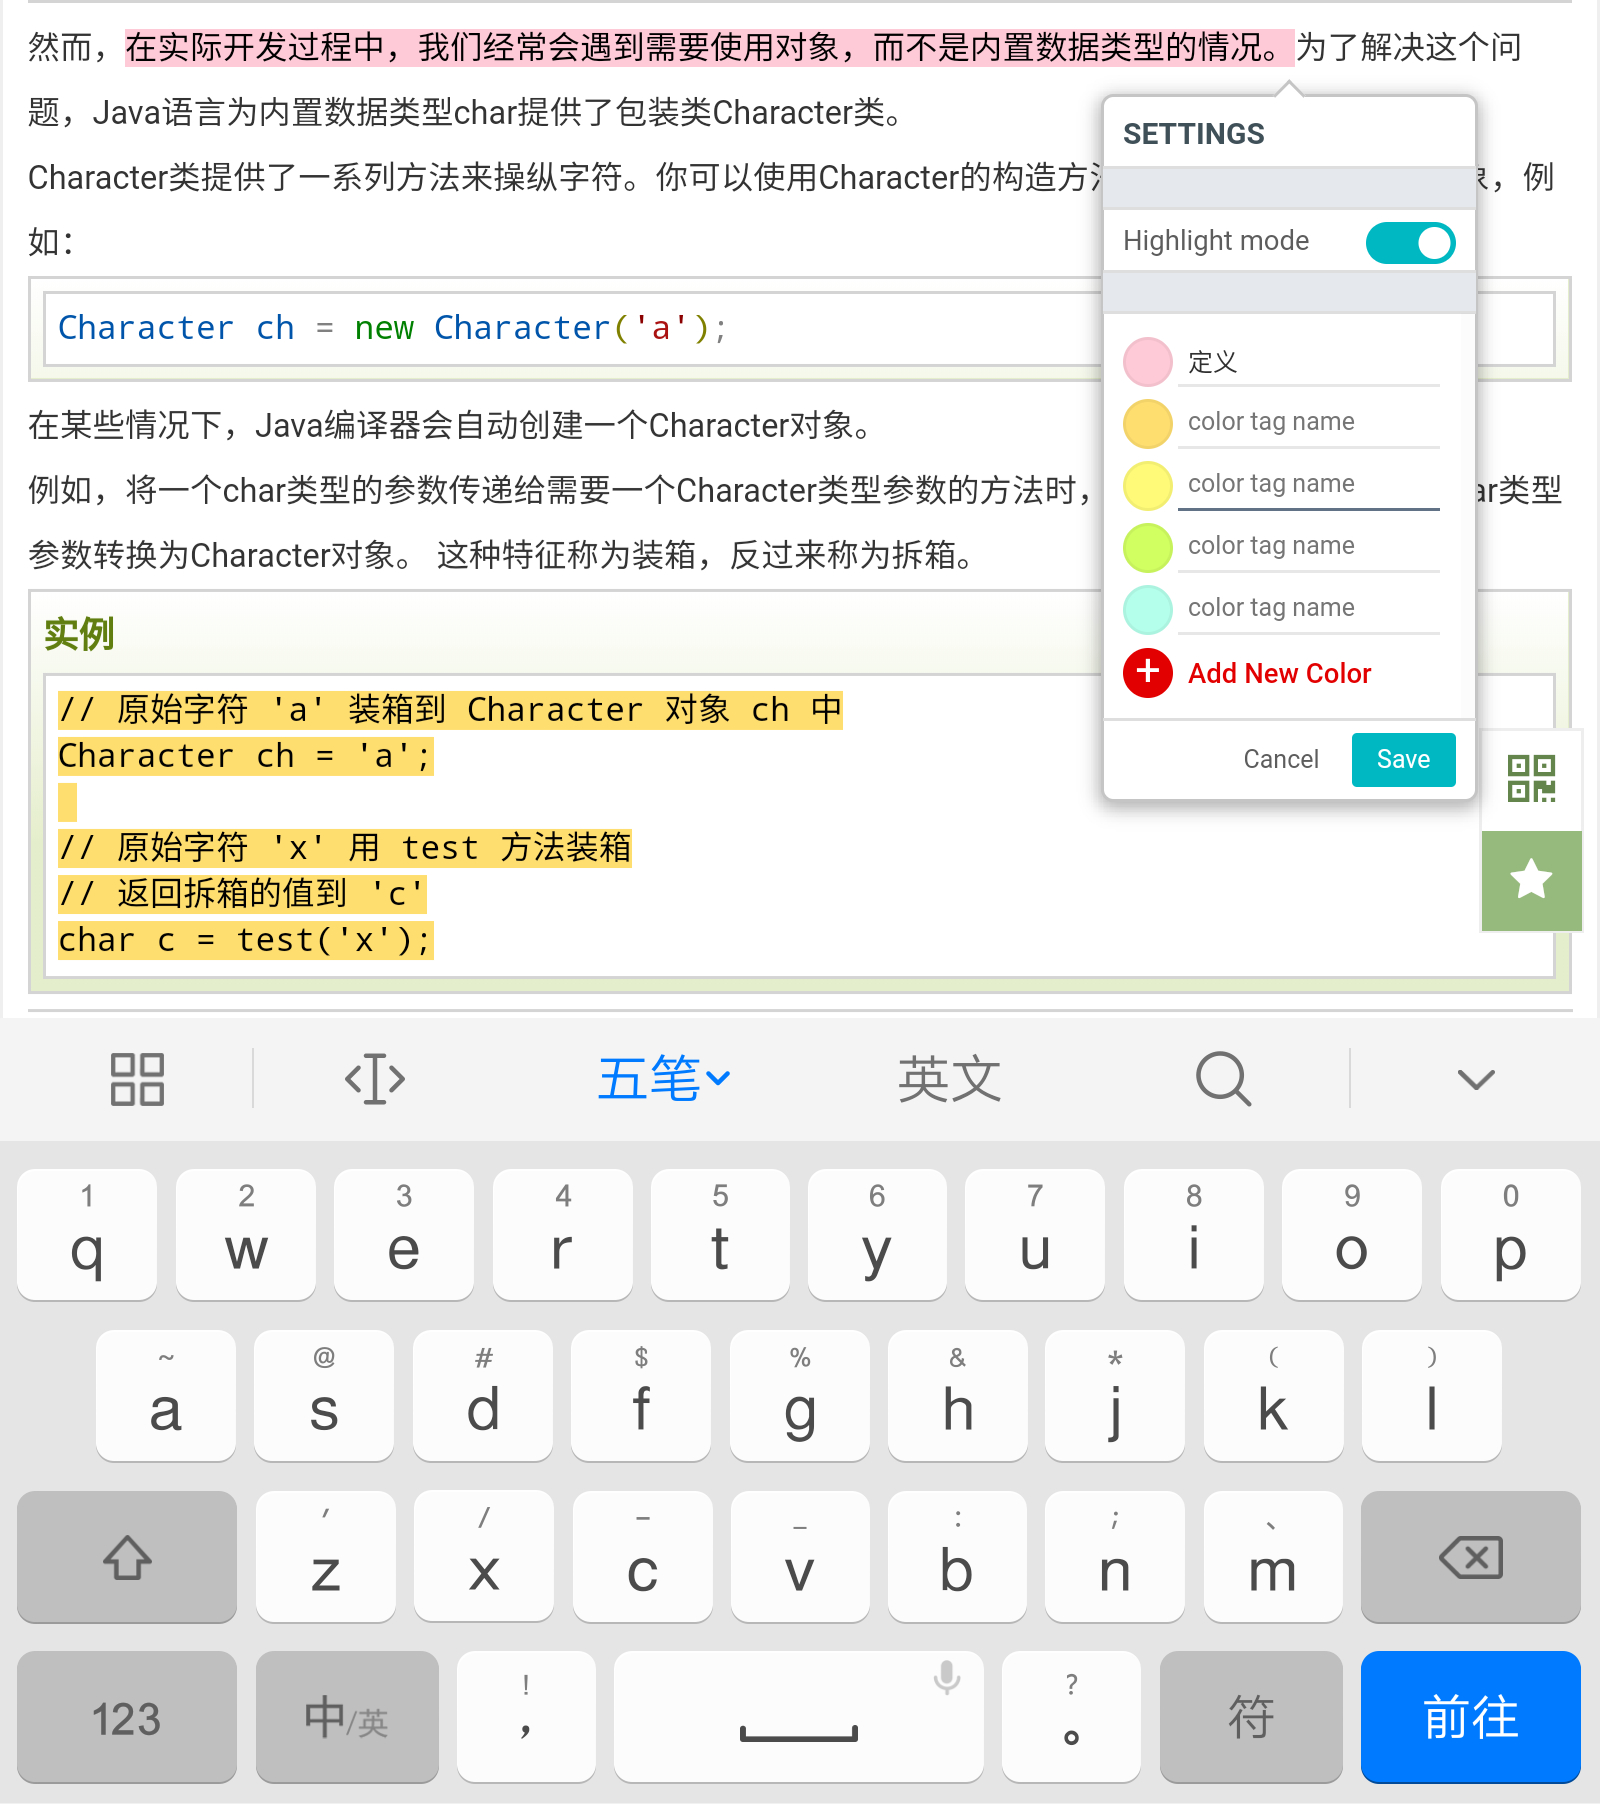 然而，在实际开发过程中，我们经常会遇到需要使用对象，而不是内置数据类型的情况。为了解决这个问
题，Java语言为内置数据类型char提供了包装类Character类。
Character类提供了一系列方法来操纵字符。你可以使用Character的构造方法
，例
如：
Character ch = new Character('a');
在某些情况下，Java编译器会自动创建一个Character对象。
例如，将一个char类型的参数传递给需要一个Character类型参数的方法时，
ar类型
参数转换为Character对象。 这种特征称为装箱，反过来称为拆箱。
实例
// 原始字符 'a' 装箱到 Character 对象 ch 中
Character ch = 'a';
// 原始字符 'x' 用 test 方法装箱
// 返回拆箱的值到 'c'
char c = test('x');
SETTINGS
Highlight mode
定义
color tag name
color tag name
color tag name
color tag name
+ Add New Color
Cancel Save
五笔 英文
1 2 3 4 5 6 7 8 9 0
q w e r t y u i o p
~ @ # $ % & * ( )
a s d f g h j k l
′ / − _ : ; 、
z x c v b n m
! ?
123 中/英 ， 。 符 前往